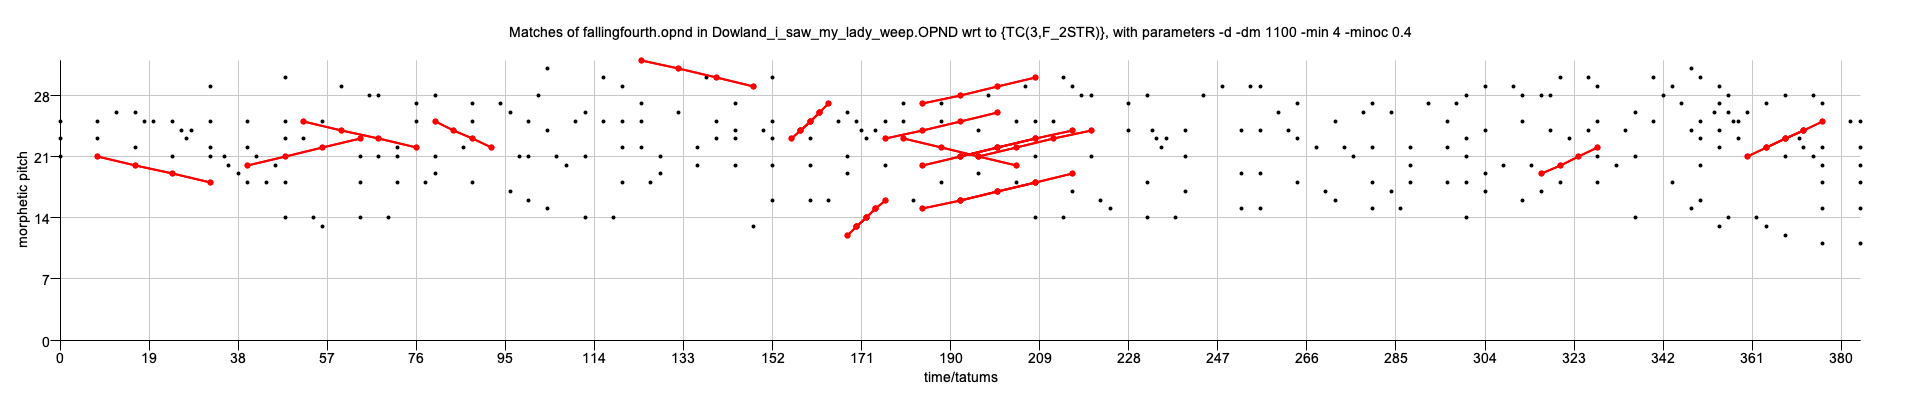 Matches of fallingfourth.opnd in Dowland_i_saw_my_lady_weep.OPND wrt to {TC(3,F_2STR)}, with parameters -d -dm 1100 -min 4 -minoc 0.4
morphetic pitch
28
21
14
7
0
0 19 38 57 76 95 114 133 152 171 190 209 228 247 266 285 304 323 342 361 380
time/tatums